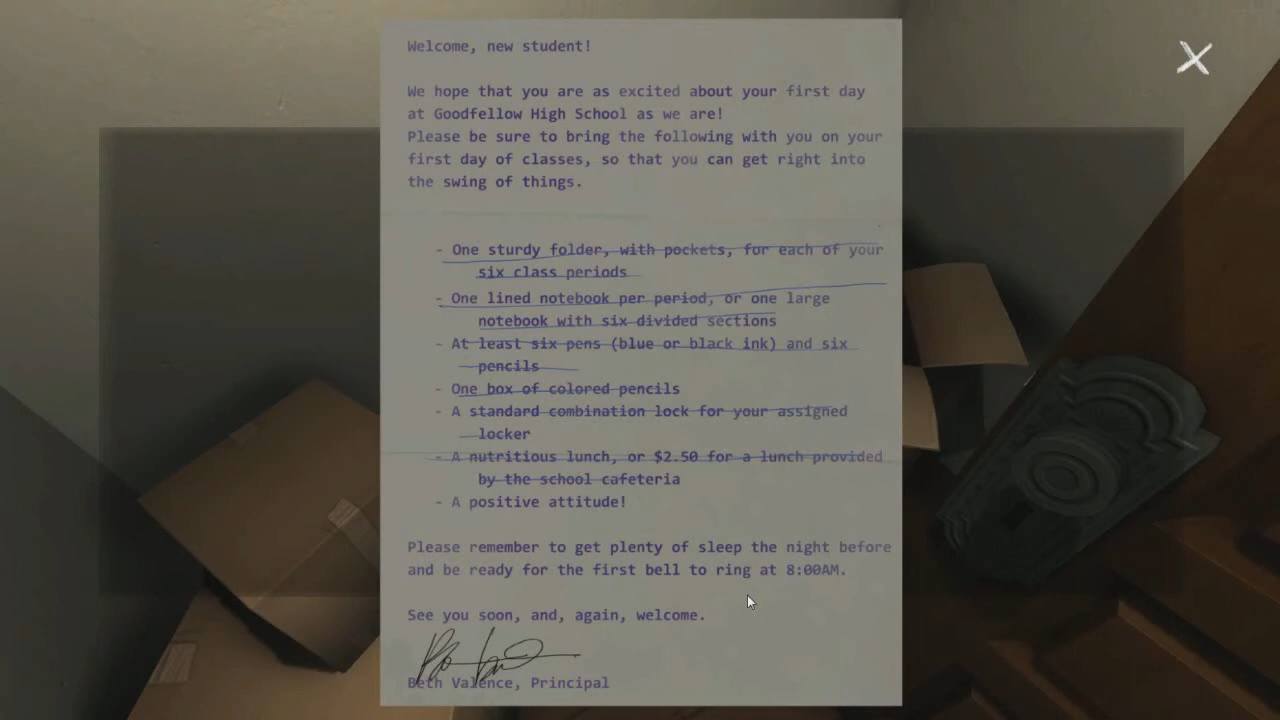 Welcome, new student!
We hope that you are as excited about your first day
at Goodfellow High School as we are!
Please be sure to bring the following with you on your
first day of classes, so that you can get right into
the swing of things.
- One sturdy folder, with pockets, for each of your
six class periods
- One lined notebook per period, or one large
notebook with six divided sections
- At least six pens (blue or black ink) and six
pencils
- One box of colored pencils
- A standard combination lock for your assigned
locker
- A nutritious lunch, or $2.50 for a lunch provided
by the school cafeteria
- A positive attitude!
Please remember to get plenty of sleep the night before
and be ready for the first bell to ring at 8:00AM.
See you soon, and, again, welcome.
Beth Valence, Principal